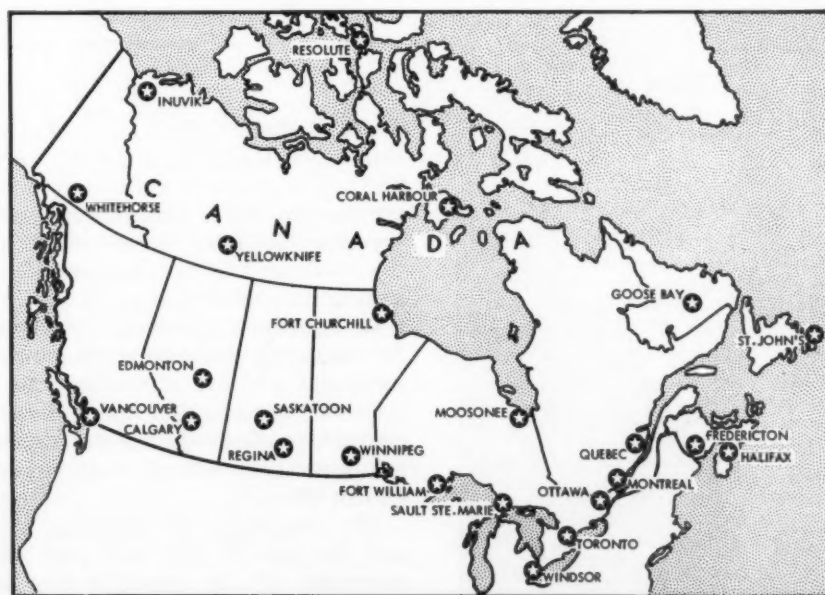 RESOLUTE
INUVIK
WHITEHORSE
CANADA
CORAL HARBOUR
YELLOWKNIFE
GOOSE BAY
FORT CHURCHILL
ST. JOHN'S
EDMONTON
VANCOUVER
CALGARY
SASKATOON
MOOSONEE
REGINA
WINNIPEG
QUEBEC
FREDERICTON
HALIFAX
FORT WILLIAM
MONTREAL
OTTAWA
SAULT STE. MARIE
TORONTO
WINDSOR